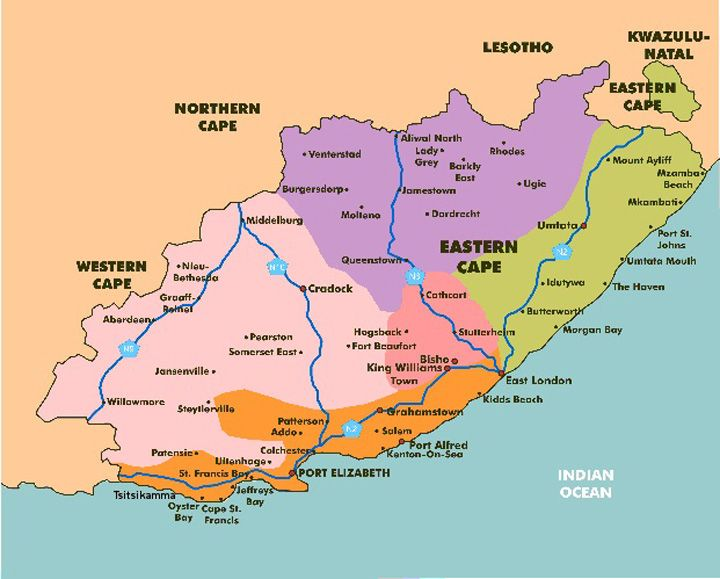 LESOTHO
KWAZULU-
NATAL
EASTERN
CAPE
NORTHERN
CAPE
Aliwal North
Lady
Grey
Rhodes
Barkly
East
Venterstad
Mount Ayliff
Mzamba
Beach
Burgersdorp
Jamestown
Ugie
Mkambati
Molteno
Dordrecht
Middelburg
Umtata
Port St.
Johns
EASTERN
CAPE
N2
Queenstown
Umtata Mouth
WESTERN
CAPE
Nieu-
Bethesda
N10
N6
Idutywa
The Haven
Cradock
Cathcart
Graaff-
Reinet
Aberdeen
Butterworth
Morgan Bay
Hogsback
Stutterheim
Pearston
Fort Beaufort
N9
Somerset East
Bisho
King Williams
Town
Jansenville
East London
Kidds Beach
Willowmore
Steytlerville
Grahamstown
Patterson
Addo
N2
Salem
Port Alfred
Kenton-On-Sea
Patensie
Colchester
Uitenhage
St. Francis Bay
PORT ELIZABETH
INDIAN
OCEAN
Tsitsikamma
Jeffreys
Bay
Oyster
Bay
Cape St.
Francis